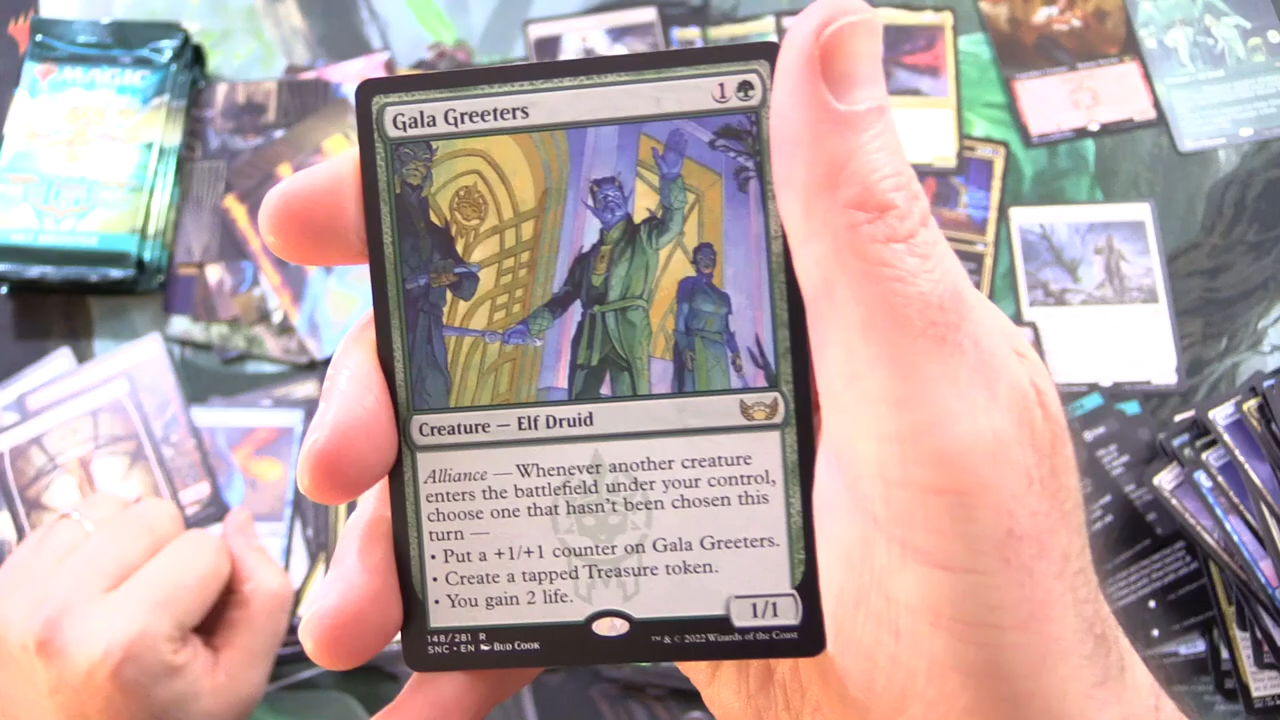 MAGIC
Gala Greeters
1
Creature — Elf Druid
Alliance — Whenever another creature
enters the battlefield under your control,
choose one that hasn't been chosen this
turn —
• Put a +1/+1 counter on Gala Greeters.
• Create a tapped Treasure token.
• You gain 2 life.
1/1
148/281 R
SNC • EN Bud Cook
™ & © 2022 Wizards of the Coast